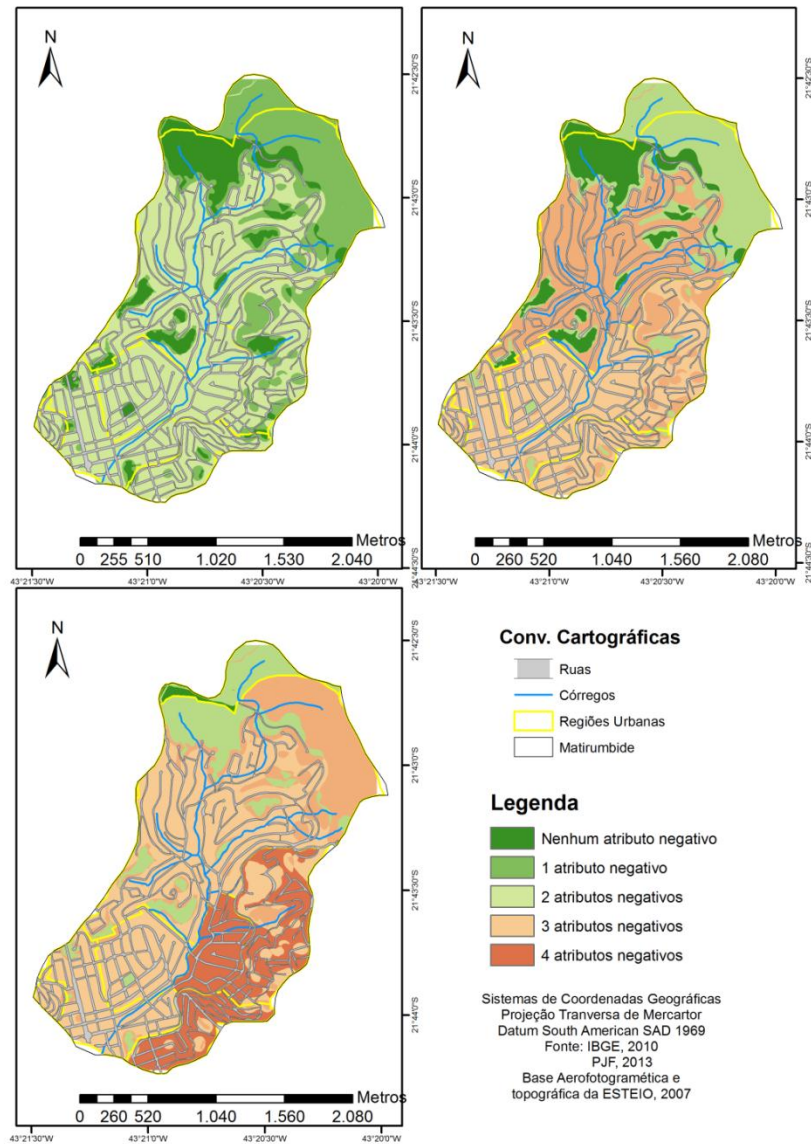 N
21°42'30"S
21°43'0"S
21°43'30"S
21°44'0"S
21°44'30"S
Metros
0 255 510 1.020 1.530 2.040
43°21'30"W 43°21'0"W 43°20'30"W 43°20'0"W
N
21°42'30"S
21°43'0"S
21°43'30"S
21°44'0"S
Metros
0 260 520 1.040 1.560 2.080
43°21'0"W 43°20'30"W 43°20'0"W
N
21°42'30"S
21°43'0"S
21°43'30"S
21°44'0"S
Metros
0 260 520 1.040 1.560 2.080
43°21'30"W 43°21'0"W 43°20'30"W 43°20'0"W
Conv. Cartográficas
Ruas
Córregos
Regiões Urbanas
Matirumbide
Legenda
Nenhum atributo negativo
1 atributo negativo
2 atributos negativos
3 atributos negativos
4 atributos negativos
Sistemas de Coordenadas Geográficas
Projeção Tranversa de Mercartor
Datum South American SAD 1969
Fonte: IBGE, 2010
PJF, 2013
Base Aerofotogramética e
topográfica da ESTEIO, 2007